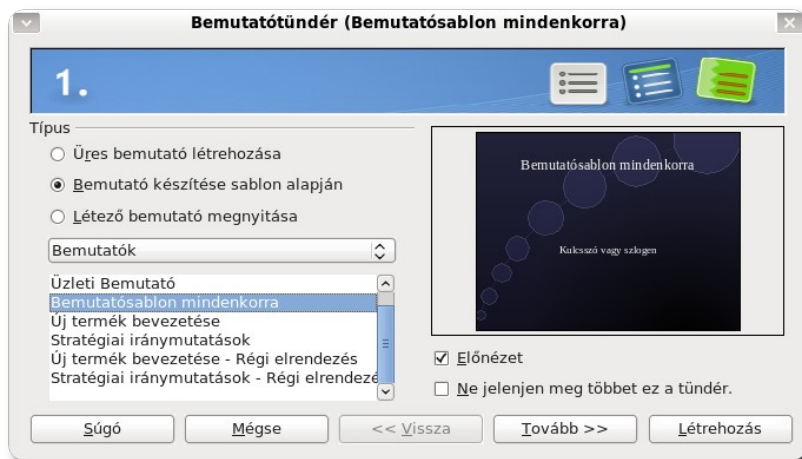 Bemutatótündér (Bemutatósablon mindenkorra)
1.
Típus
Üres bemutató létrehozása
Bemutató készítése sablon alapján
Létező bemutató megnyitása
Bemutatók
Üzleti Bemutató
Bemutatósablon mindenkorra
Új termék bevezetése
Stratégiai iránymutatások
Új termék bevezetése - Régi elrendezés
Stratégiai iránymutatások - Régi elrendezé
Bemutatósablon mindenkorra
Kulcsszó vagy szlogen
Előnézet
Ne jelenjen meg többet ez a tündér.
Súgó
Mégse
<< Vissza
Tovább >>
Létrehozás